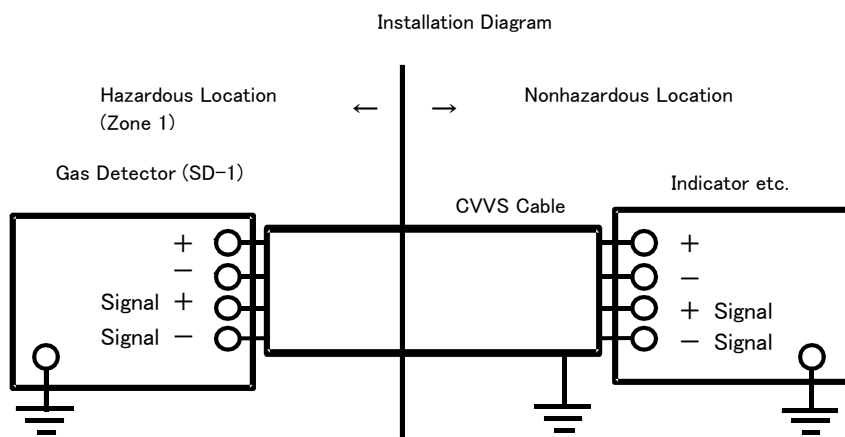 Installation Diagram
Hazardous Location
(Zone 1)
← →
Nonhazardous Location
Gas Detector (SD-1)
CVVS Cable
Indicator etc.
+
−
Signal +
Signal −
+
−
+ Signal
− Signal